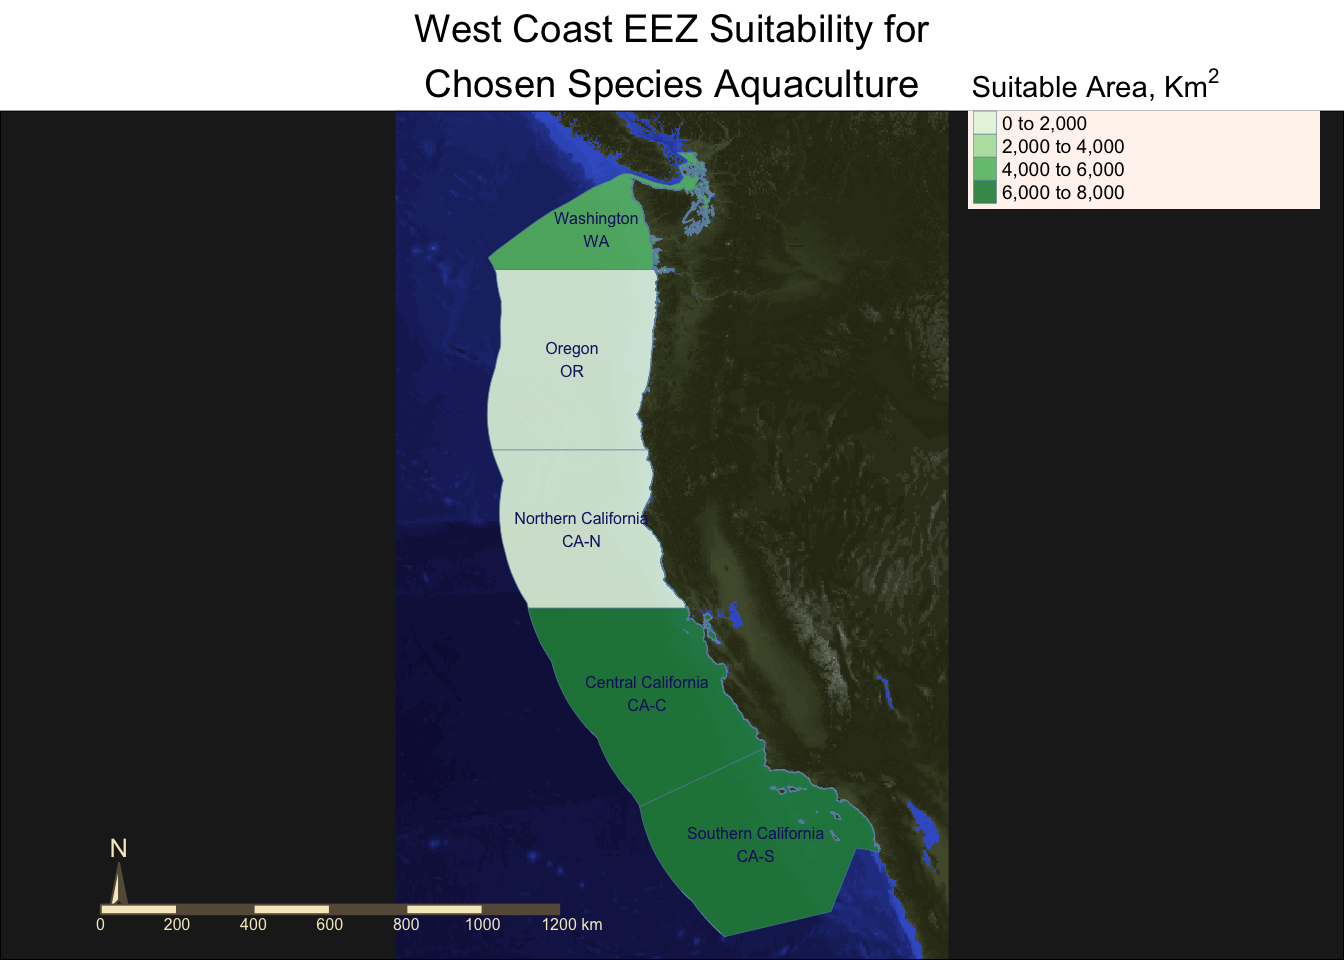 West Coast EEZ Suitability for
Chosen Species Aquaculture
Suitable Area, Km²
0 to 2,000
2,000 to 4,000
4,000 to 6,000
6,000 to 8,000
Washington
WA
Oregon
OR
Northern California
CA-N
Central California
CA-C
Southern California
CA-S
N
0 200 400 600 800 1000 1200 km